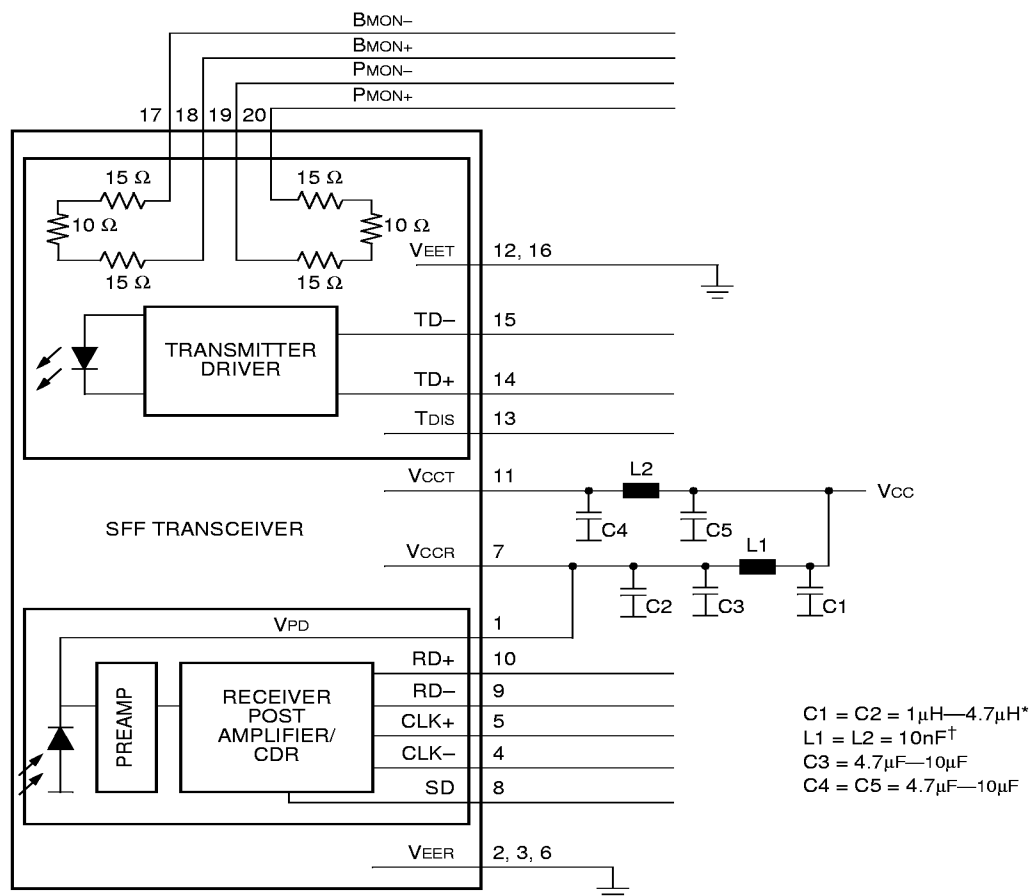 BMON–
BMON+
PMON–
PMON+
17 18 19 20
15 Ω 15 Ω
10 Ω 10 Ω
15 Ω 15 Ω
VEET 12, 16
TRANSMITTER
DRIVER
TD– 15
TD+ 14
TDIS 13
L2
VCCT 11 VCC
C4 C5
SFF TRANSCEIVER
L1
VCCR 7
C2 C3 C1
VPD 1
RD+ 10
RD– 9
CLK+ 5
CLK– 4
SD 8
PREAMP
RECEIVER
POST
AMPLIFIER/
CDR
C1 = C2 = 1µH—4.7µH*
L1 = L2 = 10nF†
C3 = 4.7µF—10µF
C4 = C5 = 4.7µF—10µF
VEER 2, 3, 6